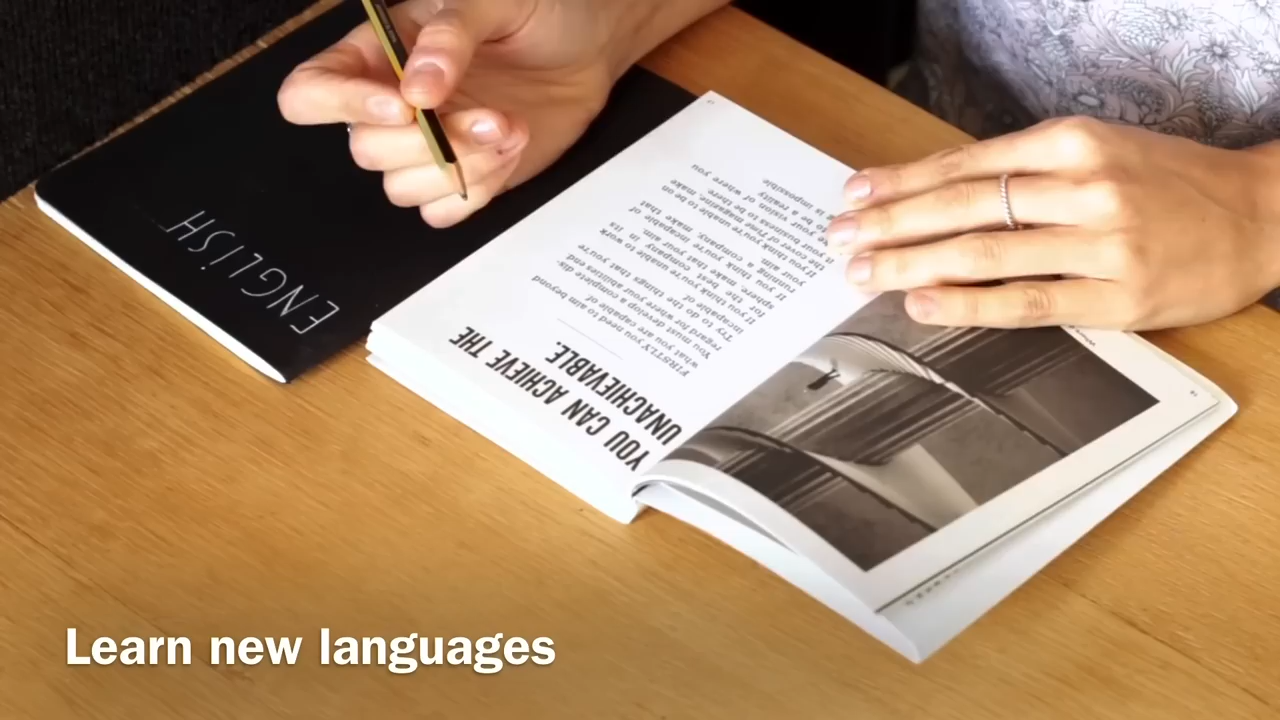 ENGLISH
YOU CAN ACHIEVE THE
UNACHIEVABLE.
FIRSTLY you need to aim beyond
what you are capable of.
You must develop a complete dis-
regard for where your abilities end.
Try to do the things that you're
incapable of.
If you think you're unable to work
for the best company in its
sphere, make that your aim.
If you think you're incapable of
running a company, make that
your aim.
If you think you're unable to be on
the cover of Time magazine, make
it your business to be there.
your vision of where you
to be a reality.
is impossible.
Learn new languages